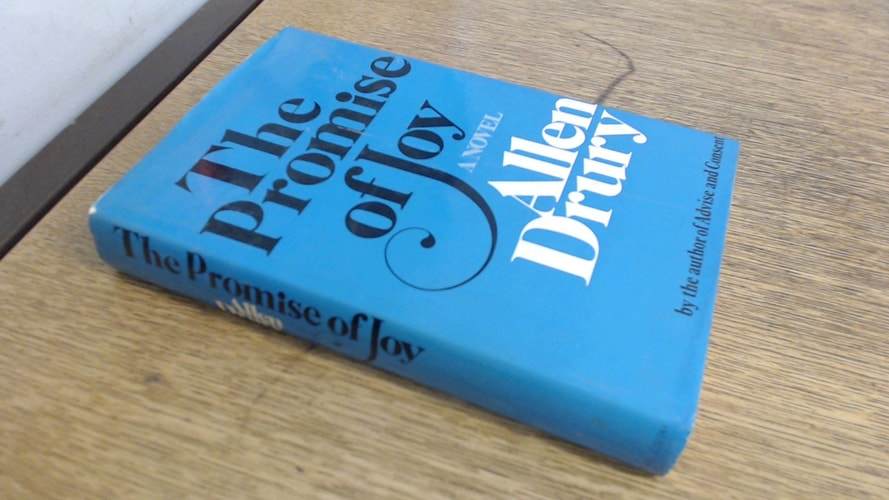 The
Promise
of Joy
A NOVEL
Allen
Drury
by the author of Advise and Consent
The Promise of Joy